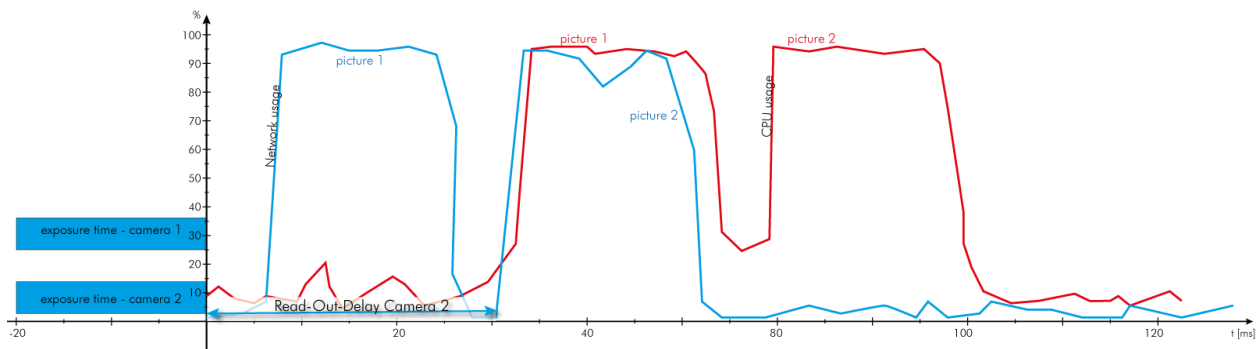 %
100
90
80
70
60
50
40
30
20
10
picture 1
picture 1
picture 2
picture 2
Network usage
CPU usage
exposure time - camera 1
exposure time - camera 2
Read-Out-Delay Camera 2
-20
0
20
40
60
80
100
120
t [ms]